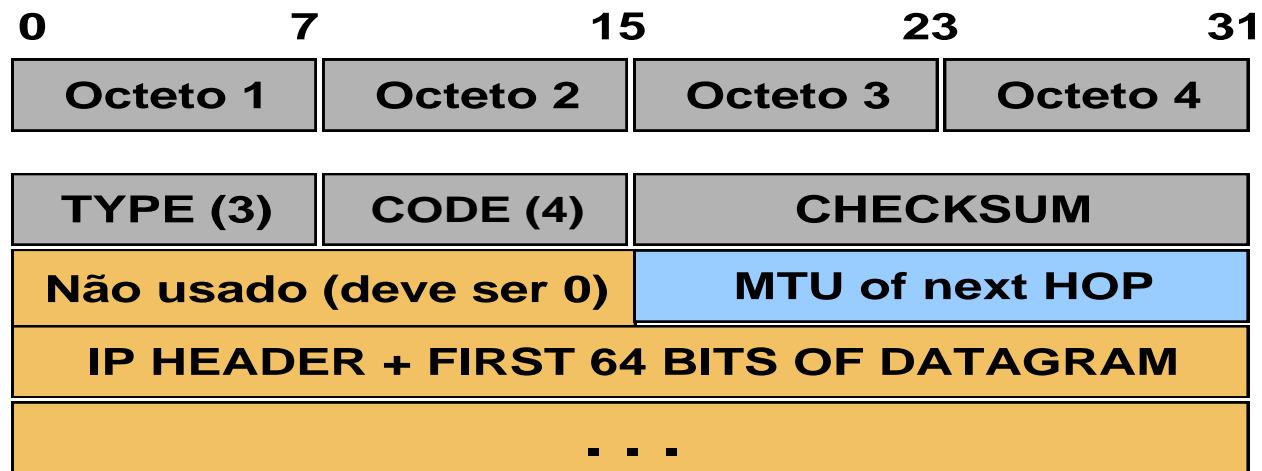 0 7 15 23 31
Octeto 1 Octeto 2 Octeto 3 Octeto 4
TYPE (3) CODE (4) CHECKSUM
Não usado (deve ser 0) MTU of next HOP
IP HEADER + FIRST 64 BITS OF DATAGRAM
. . .